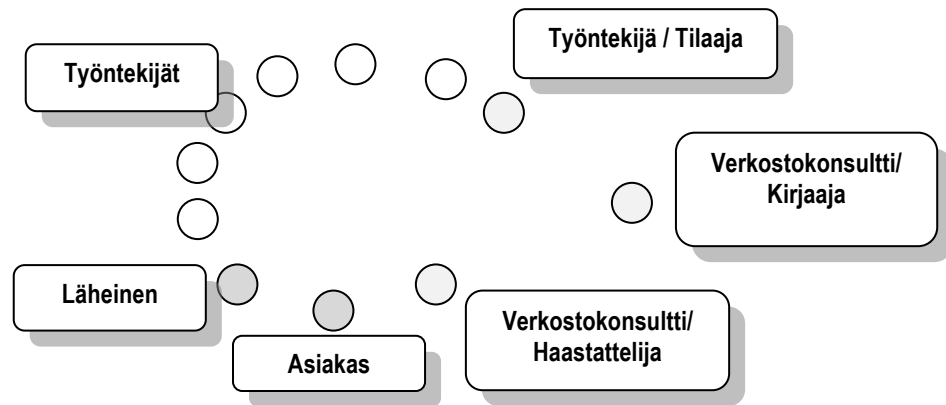 Työntekijä / Tilaaja
Työntekijät
Verkostokonsultti/
Kirjaaja
Läheinen
Verkostokonsultti/
Haastattelija
Asiakas